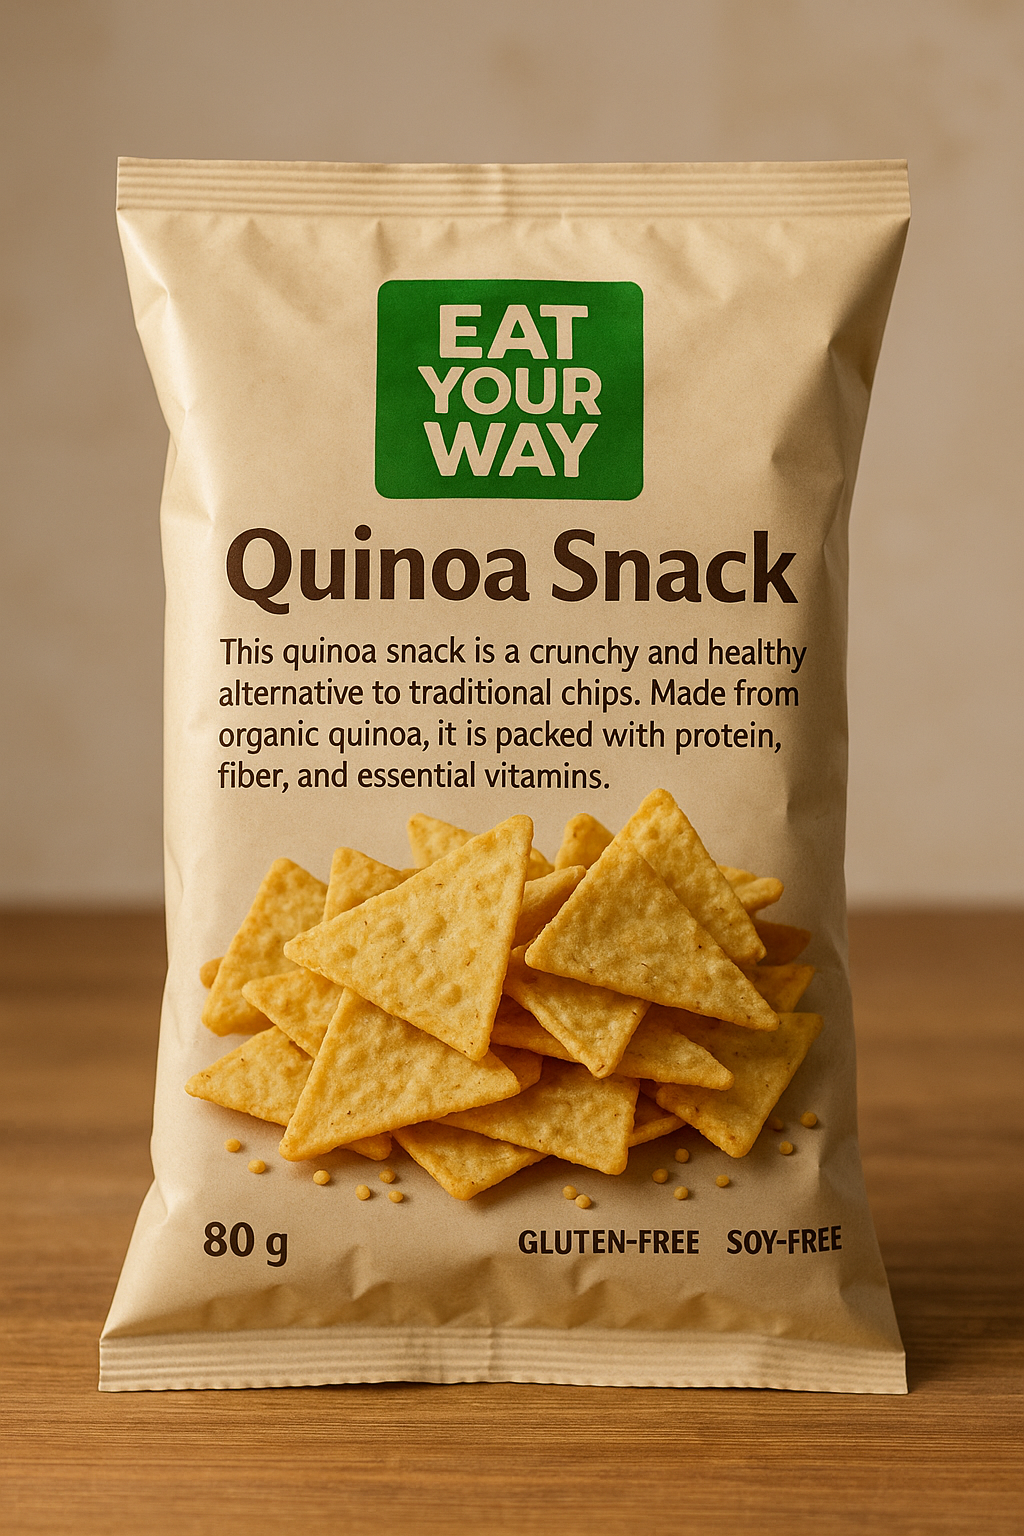 EAT
YOUR
WAY
Quinoa Snack
This quinoa snack is a crunchy and healthy
alternative to traditional chips. Made from
organic quinoa, it is packed with protein,
fiber, and essential vitamins.
80 g
GLUTEN-FREE SOY-FREE